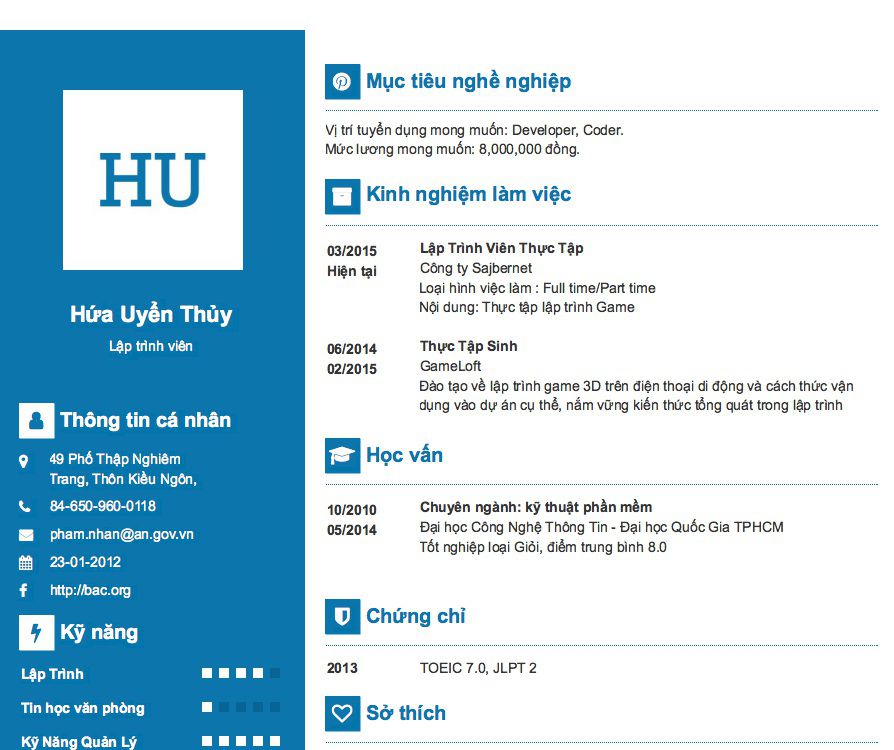 HU
Hứa Uyển Thủy
Lập trình viên
Thông tin cá nhân
49 Phố Thập Nghiêm
Trang, Thôn Kiều Ngôn,
84-650-960-0118
pham.nhan@an.gov.vn
23-01-2012
http://bac.org
Kỹ năng
Lập Trình
Tin học văn phòng
Kỹ Năng Quản Lý
Mục tiêu nghề nghiệp
Vị trí tuyển dụng mong muốn: Developer, Coder.
Mức lương mong muốn: 8,000,000 đồng.
Kinh nghiệm làm việc
03/2015
Hiện tại
Lập Trình Viên Thực Tập
Công ty Sajbernet
Loại hình việc làm : Full time/Part time
Nội dung: Thực tập lập trình Game
06/2014
02/2015
Thực Tập Sinh
GameLoft
Đào tạo về lập trình game 3D trên điện thoại di động và cách thức vận
dụng vào dự án cụ thể, nắm vững kiến thức tổng quát trong lập trình
Học vấn
10/2010
05/2014
Chuyên ngành: kỹ thuật phần mềm
Đại học Công Nghệ Thông Tin - Đại học Quốc Gia TPHCM
Tốt nghiệp loại Giỏi, điểm trung bình 8.0
Chứng chỉ
2013
TOEIC 7.0, JLPT 2
Sở thích